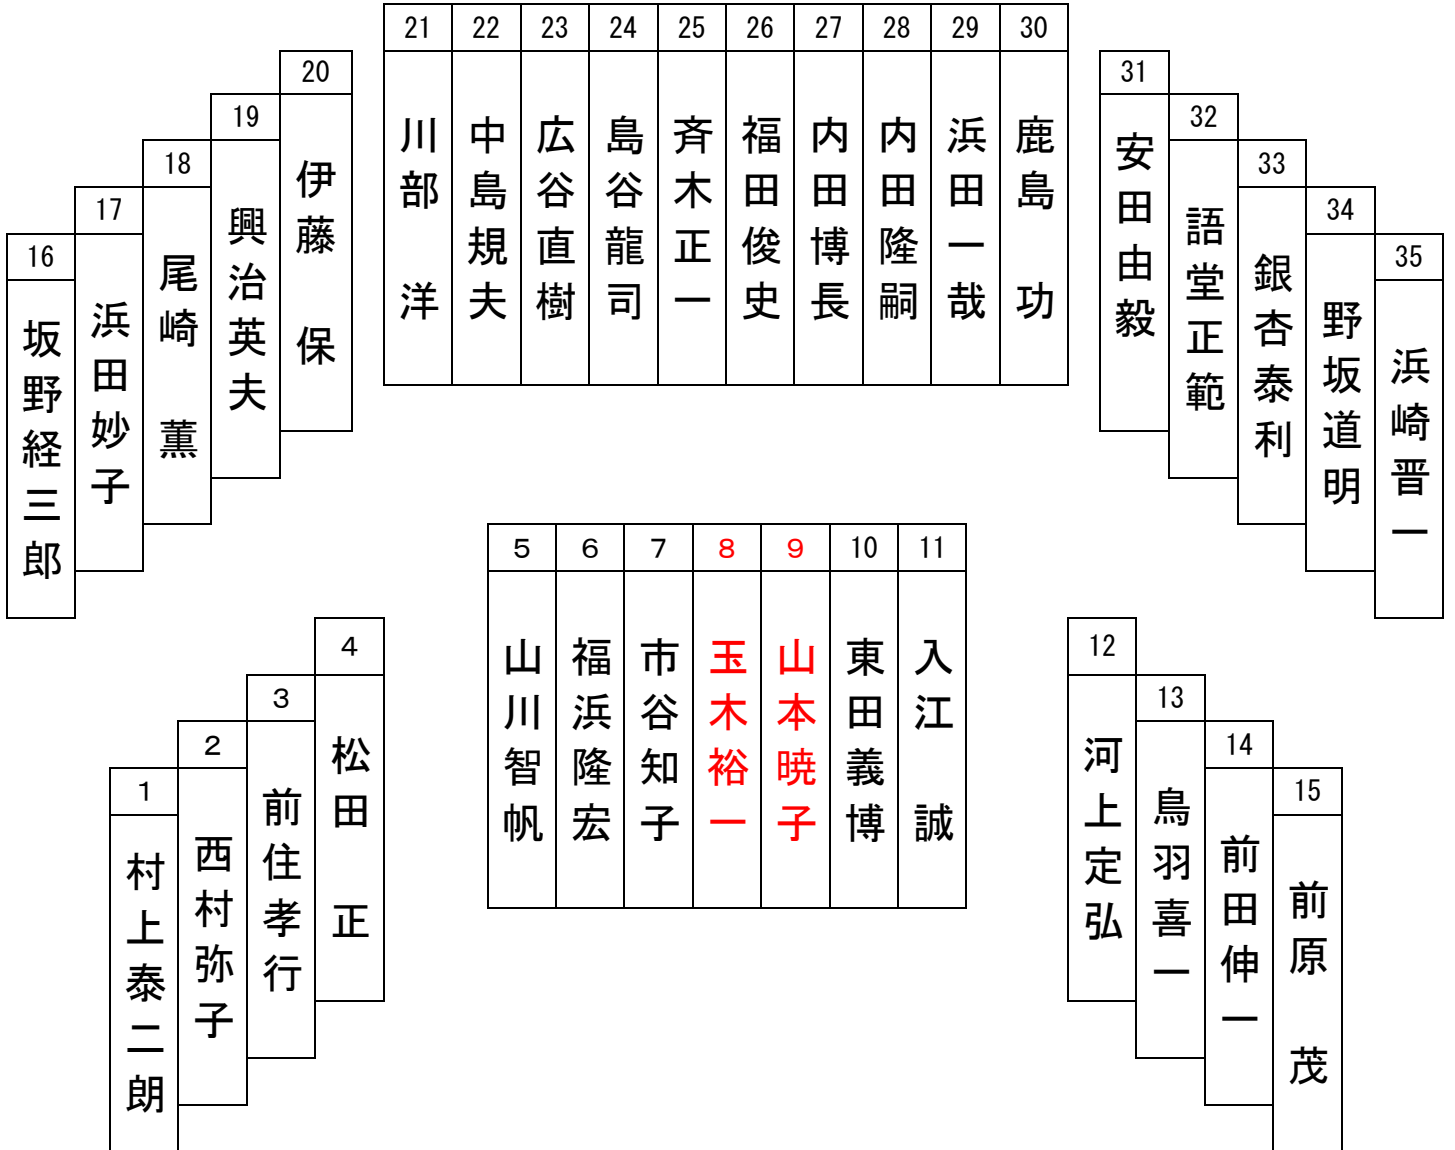 21 川部 洋
22 中島規夫
23 広谷直樹
24 島谷龍司
25 斉木正一
26 福田俊史
27 内田博長
28 内田隆嗣
29 浜田一哉
30 鹿島 功
16 坂野経三郎
17 浜田妙子
18 尾崎 薫
19 興治英夫
20 伊藤 保
31 安田由毅
32 語堂正範
33 銀杏泰利
34 野坂道明
35 浜崎晋一
1 村上泰二朗
2 西村弥子
3 前住孝行
4 松田 正
5 山川智帆
6 福浜隆宏
7 市谷知子
8 玉木裕一
9 山本暁子
10 東田義博
11 入江 誠
12 河上定弘
13 鳥羽喜一
14 前田伸一
15 前原 茂